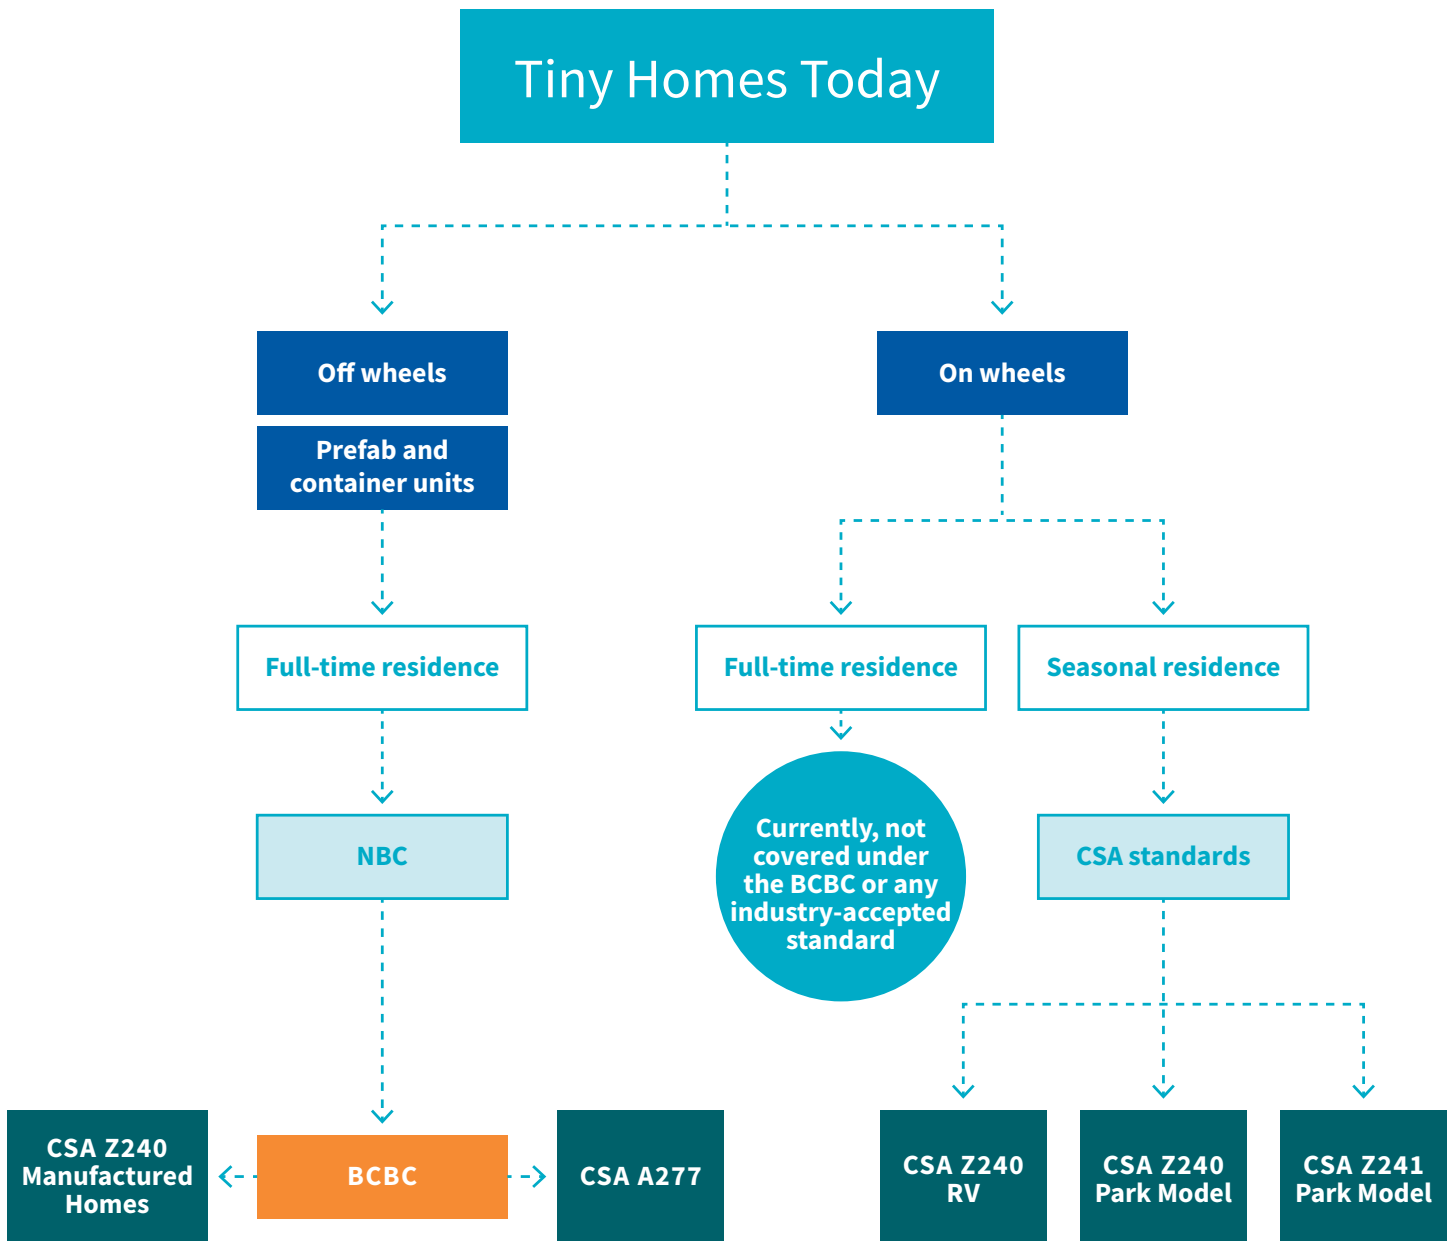 Tiny Homes Today
Off wheels
On wheels
Prefab and
container units
Full-time residence
Full-time residence
Seasonal residence
NBC
Currently, not
covered under
the BCBC or any
industry-accepted
standard
CSA standards
CSA Z240
Manufactured
Homes
BCBC
CSA A277
CSA Z240
RV
CSA Z240
Park Model
CSA Z241
Park Model